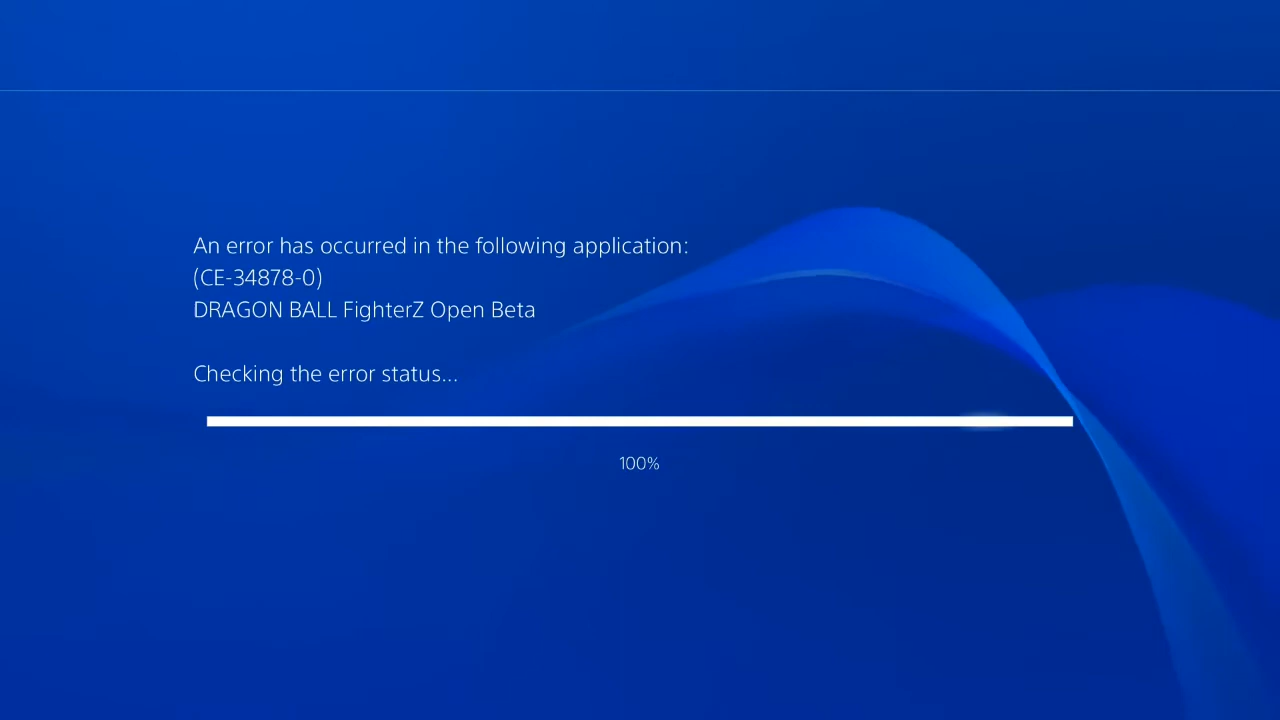 An error has occurred in the following application:
(CE-34878-0)
DRAGON BALL FighterZ Open Beta
Checking the error status...
100%